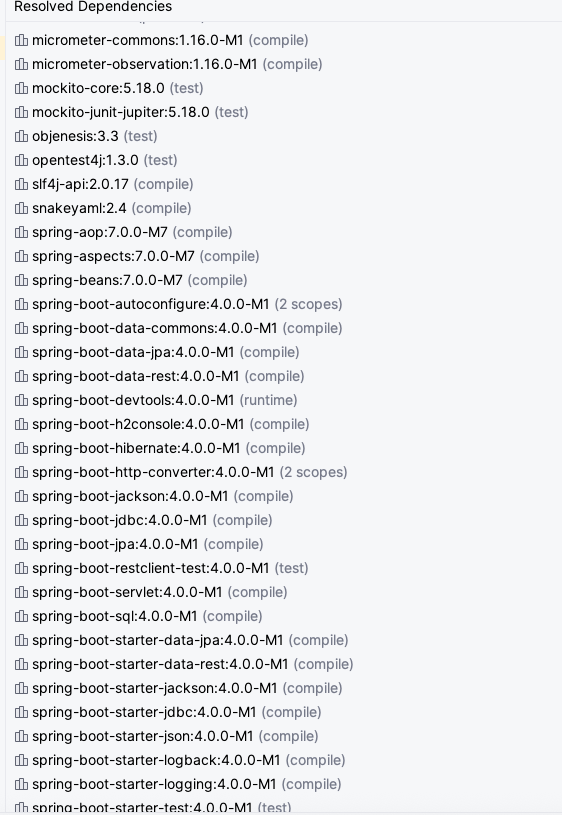 Resolved Dependencies
micrometer-commons:1.16.0-M1 (compile)
micrometer-observation:1.16.0-M1 (compile)
mockito-core:5.18.0 (test)
mockito-junit-jupiter:5.18.0 (test)
objenesis:3.3 (test)
opentest4j:1.3.0 (test)
slf4j-api:2.0.17 (compile)
snakeyaml:2.4 (compile)
spring-aop:7.0.0-M7 (compile)
spring-aspects:7.0.0-M7 (compile)
spring-beans:7.0.0-M7 (compile)
spring-boot-autoconfigure:4.0.0-M1 (2 scopes)
spring-boot-data-commons:4.0.0-M1 (compile)
spring-boot-data-jpa:4.0.0-M1 (compile)
spring-boot-data-rest:4.0.0-M1 (compile)
spring-boot-devtools:4.0.0-M1 (runtime)
spring-boot-h2console:4.0.0-M1 (compile)
spring-boot-hibernate:4.0.0-M1 (compile)
spring-boot-http-converter:4.0.0-M1 (2 scopes)
spring-boot-jackson:4.0.0-M1 (compile)
spring-boot-jdbc:4.0.0-M1 (compile)
spring-boot-jpa:4.0.0-M1 (compile)
spring-boot-restclient-test:4.0.0-M1 (test)
spring-boot-servlet:4.0.0-M1 (compile)
spring-boot-sql:4.0.0-M1 (compile)
spring-boot-starter-data-jpa:4.0.0-M1 (compile)
spring-boot-starter-data-rest:4.0.0-M1 (compile)
spring-boot-starter-jackson:4.0.0-M1 (compile)
spring-boot-starter-jdbc:4.0.0-M1 (compile)
spring-boot-starter-json:4.0.0-M1 (compile)
spring-boot-starter-logback:4.0.0-M1 (compile)
spring-boot-starter-logging:4.0.0-M1 (compile)
spring-boot-starter-test:4.0.0-M1 (test)